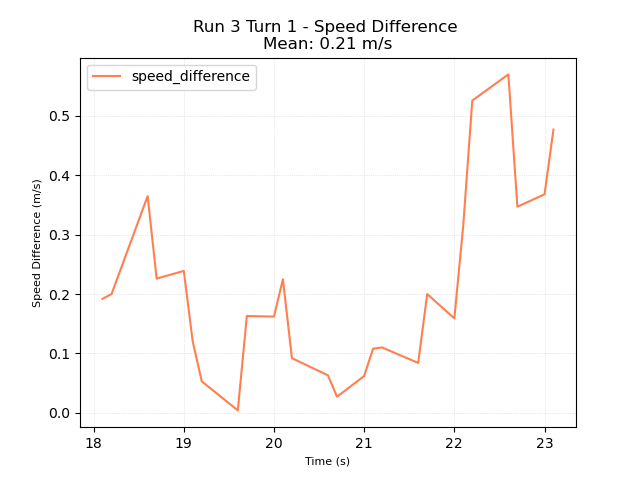 Run 3 Turn 1 - Speed Difference
Mean: 0.21 m/s
speed_difference
Speed Difference (m/s)
0.5
0.4
0.3
0.2
0.1
0.0
18 19 20 21 22 23
Time (s)